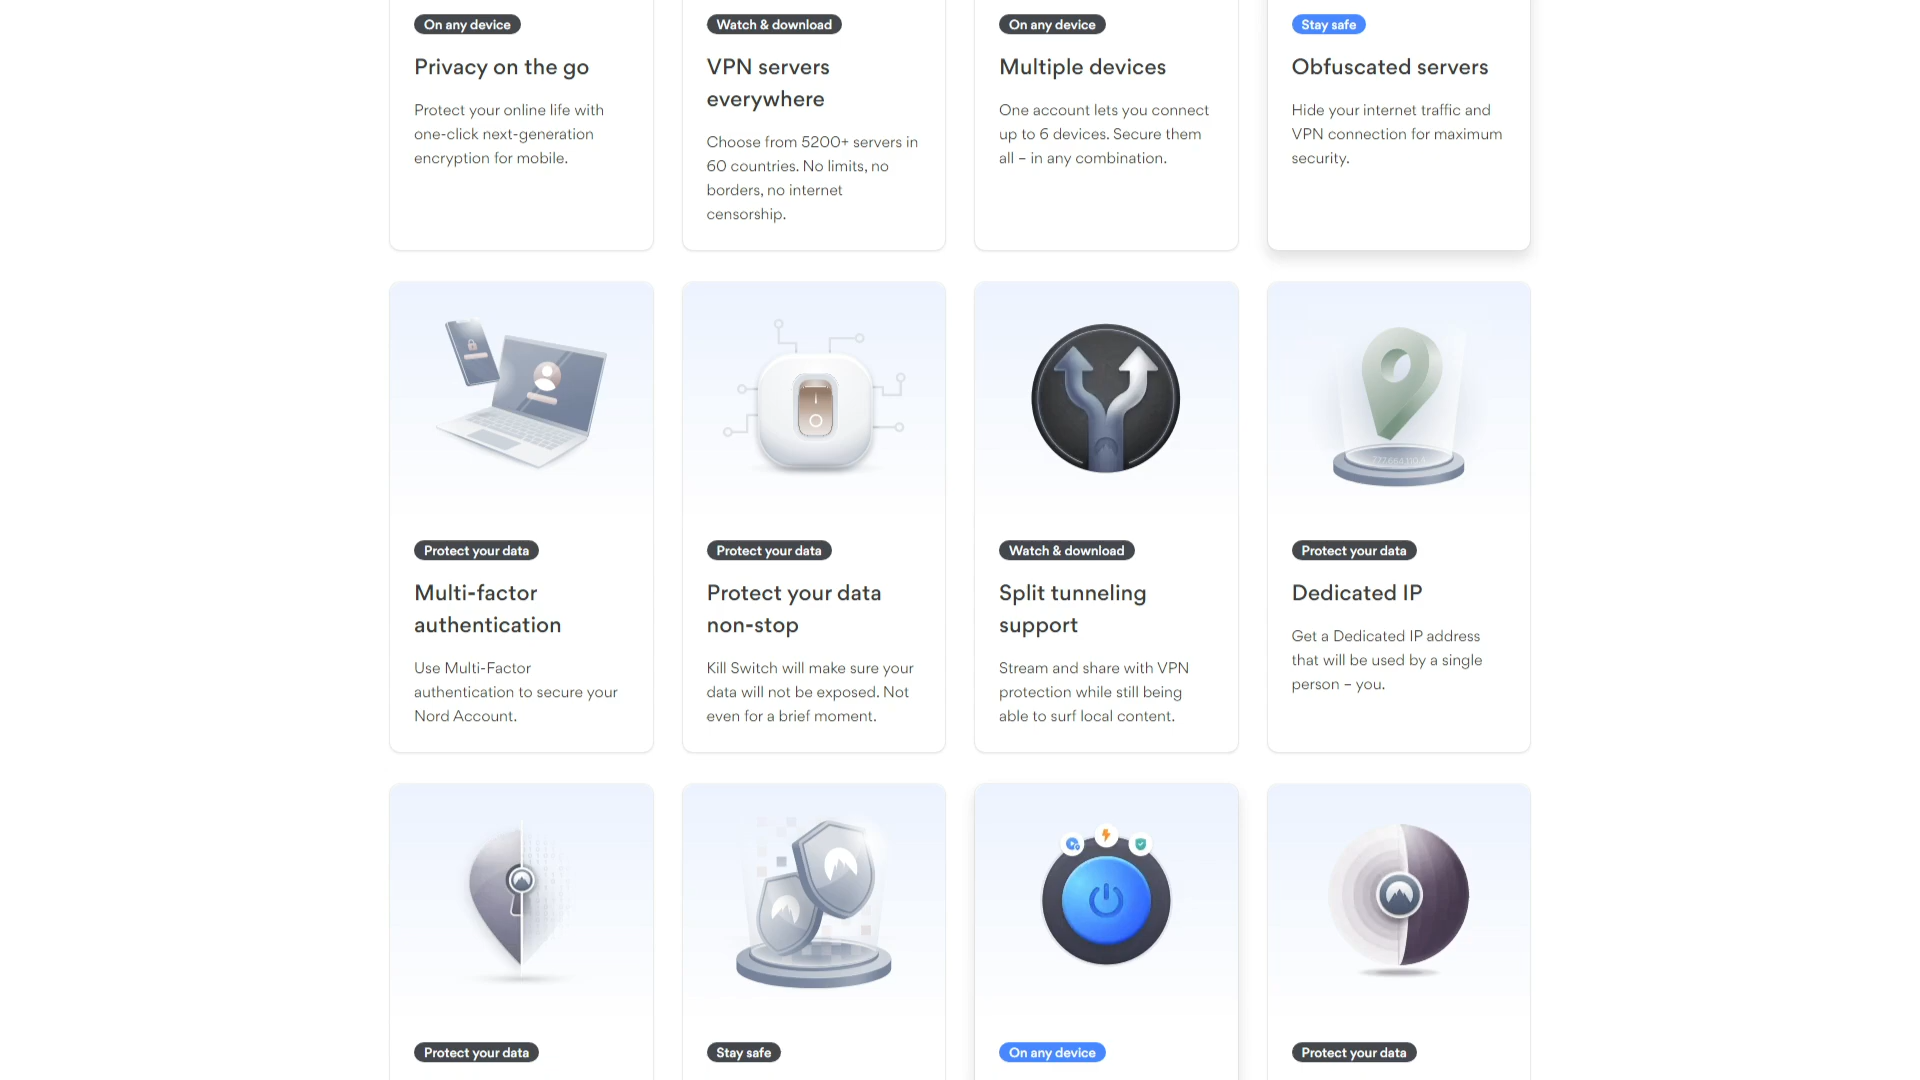 On any device
Privacy on the go
Protect your online life with
one-click next-generation
encryption for mobile.
Watch & download
VPN servers
everywhere
Choose from 5200+ servers in
60 countries. No limits, no
borders, no internet
censorship.
On any device
Multiple devices
One account lets you connect
up to 6 devices. Secure them
all – in any combination.
Stay safe
Obfuscated servers
Hide your internet traffic and
VPN connection for maximum
security.
Protect your data
Multi-factor
authentication
Use Multi-Factor
authentication to secure your
Nord Account.
Protect your data
Protect your data
non-stop
Kill Switch will make sure your
data will not be exposed. Not
even for a brief moment.
Watch & download
Split tunneling
support
Stream and share with VPN
protection while still being
able to surf local content.
Protect your data
Dedicated IP
Get a Dedicated IP address
that will be used by a single
person – you.
Protect your data
Stay safe
On any device
Protect your data